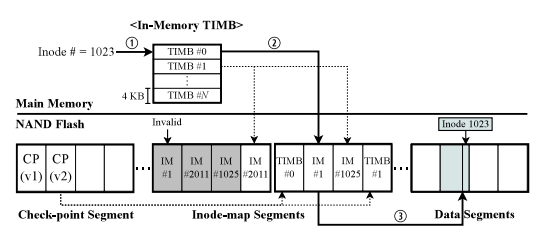 <In-Memory TIMB>
Inode # = 1023
①
TIMB #0
②
TIMB #1
⋮
4 KB
TIMB #N
Main Memory
NAND Flash
Invalid
Inode 1023
CP (v1)
CP (v2)
...
IM #1
IM #2011
IM #1025
IM #2011
TIMB #0
IM #1
IM #1025
TIMB #1
...
Check-point Segment
Inode-map Segments
③
Data Segments